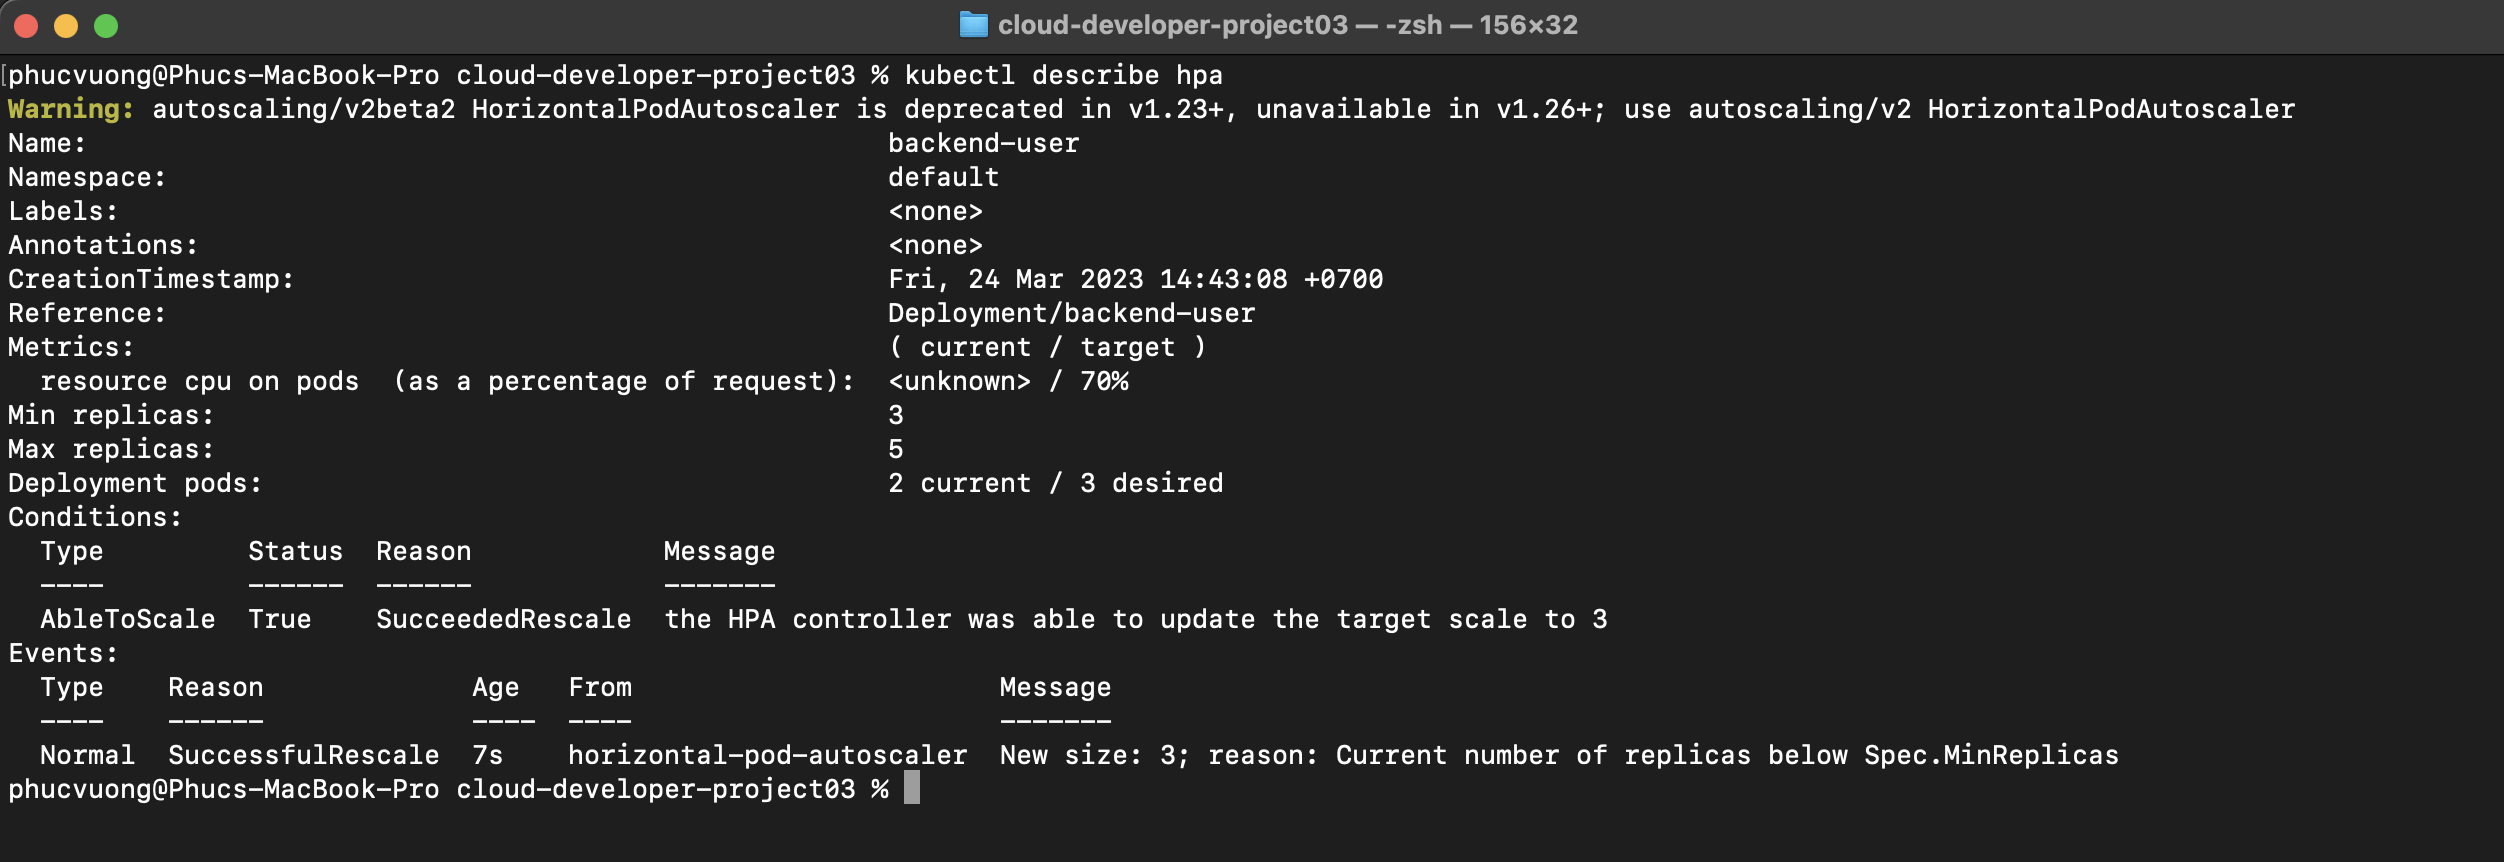 cloud-developer-project03 — -zsh — 156×32
phucvuong@Phucs-MacBook-Pro cloud-developer-project03 % kubectl describe hpa
Warning: autoscaling/v2beta2 HorizontalPodAutoscaler is deprecated in v1.23+, unavailable in v1.26+; use autoscaling/v2 HorizontalPodAutoscaler
Name: backend-user
Namespace: default
Labels: <none>
Annotations: <none>
CreationTimestamp: Fri, 24 Mar 2023 14:43:08 +0700
Reference: Deployment/backend-user
Metrics: ( current / target )
resource cpu on pods (as a percentage of request): <unknown> / 70%
Min replicas: 3
Max replicas: 5
Deployment pods: 2 current / 3 desired
Conditions:
Type Status Reason Message
---- ------ ------ -------
AbleToScale True SucceededRescale the HPA controller was able to update the target scale to 3
Events:
Type Reason Age From Message
---- ------ ---- ---- -------
Normal SuccessfulRescale 7s horizontal-pod-autoscaler New size: 3; reason: Current number of replicas below Spec.MinReplicas
phucvuong@Phucs-MacBook-Pro cloud-developer-project03 %